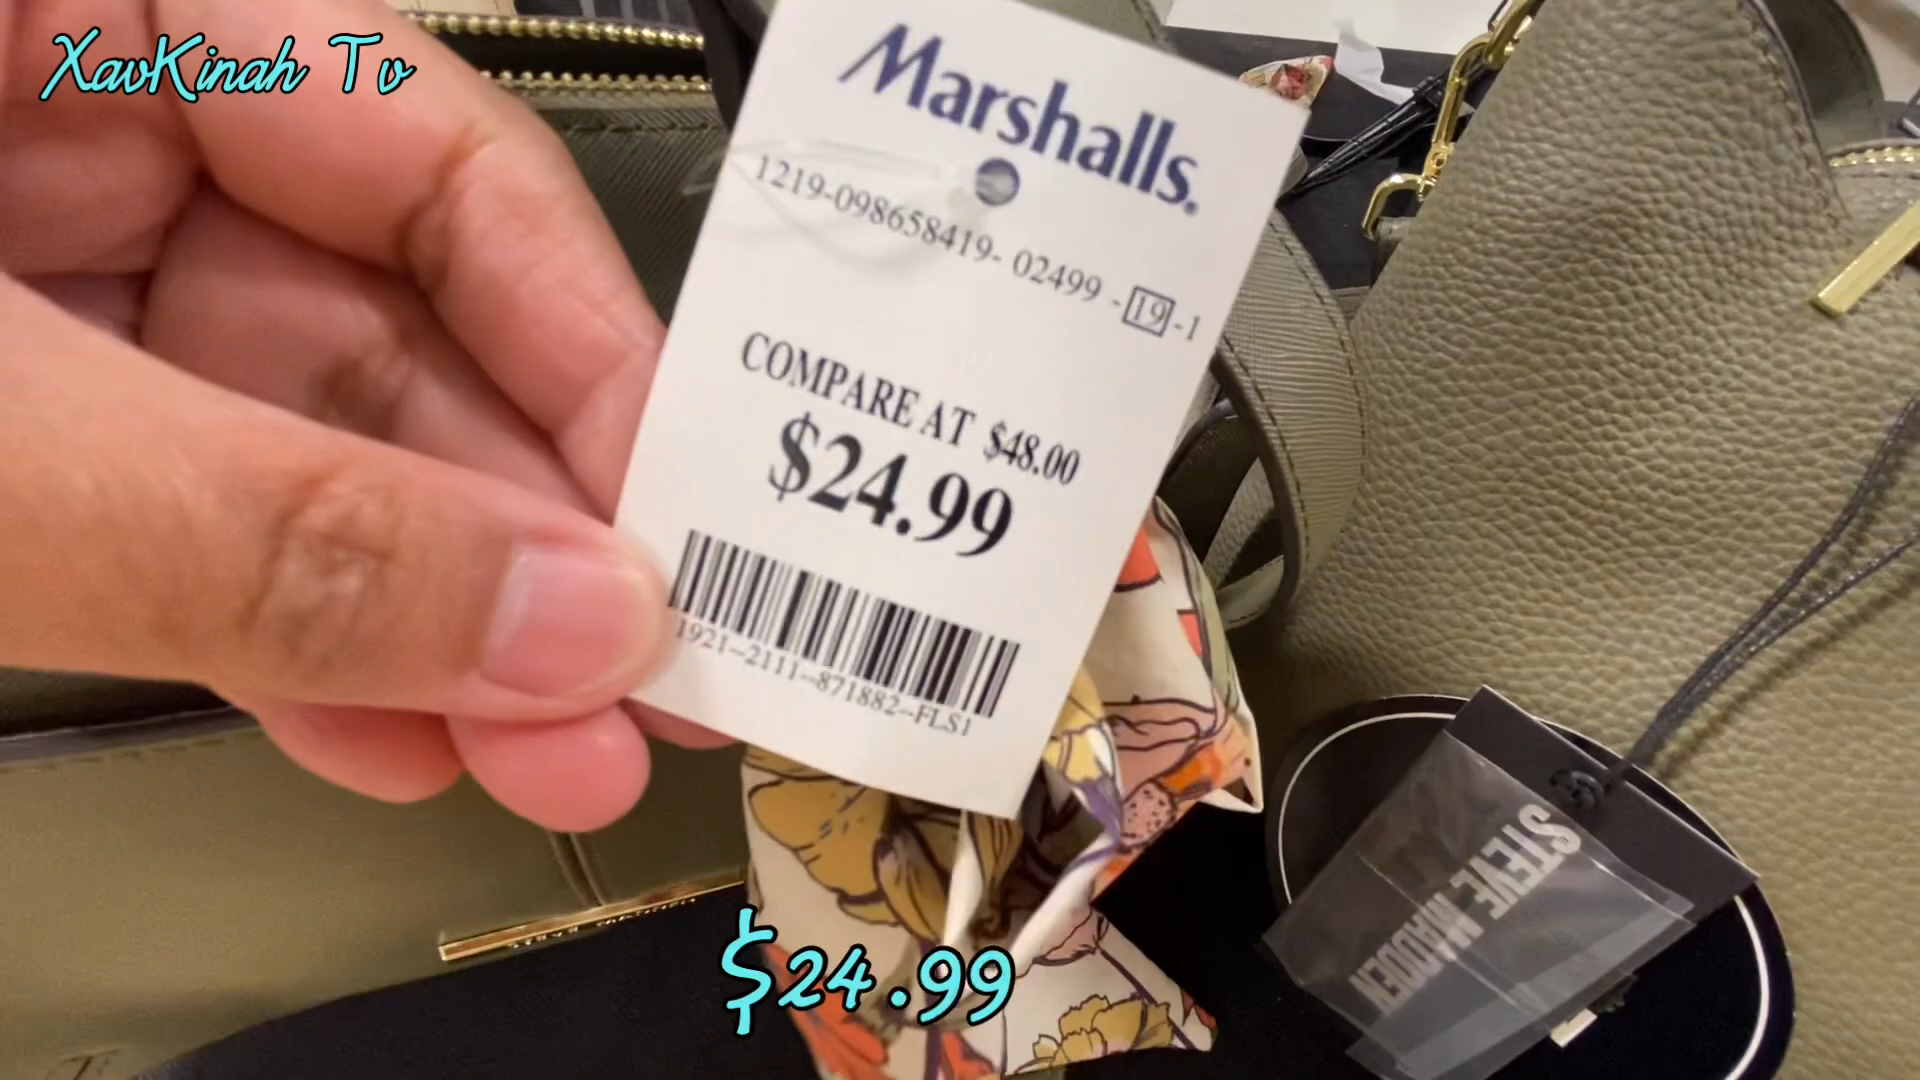 XavKinah Tv
Marshalls.
1219-098658419- 02499 -19-1
COMPARE AT $48.00
$24.99
1921--2111--871882--FLS1
STEVE MADDEN
$24.99